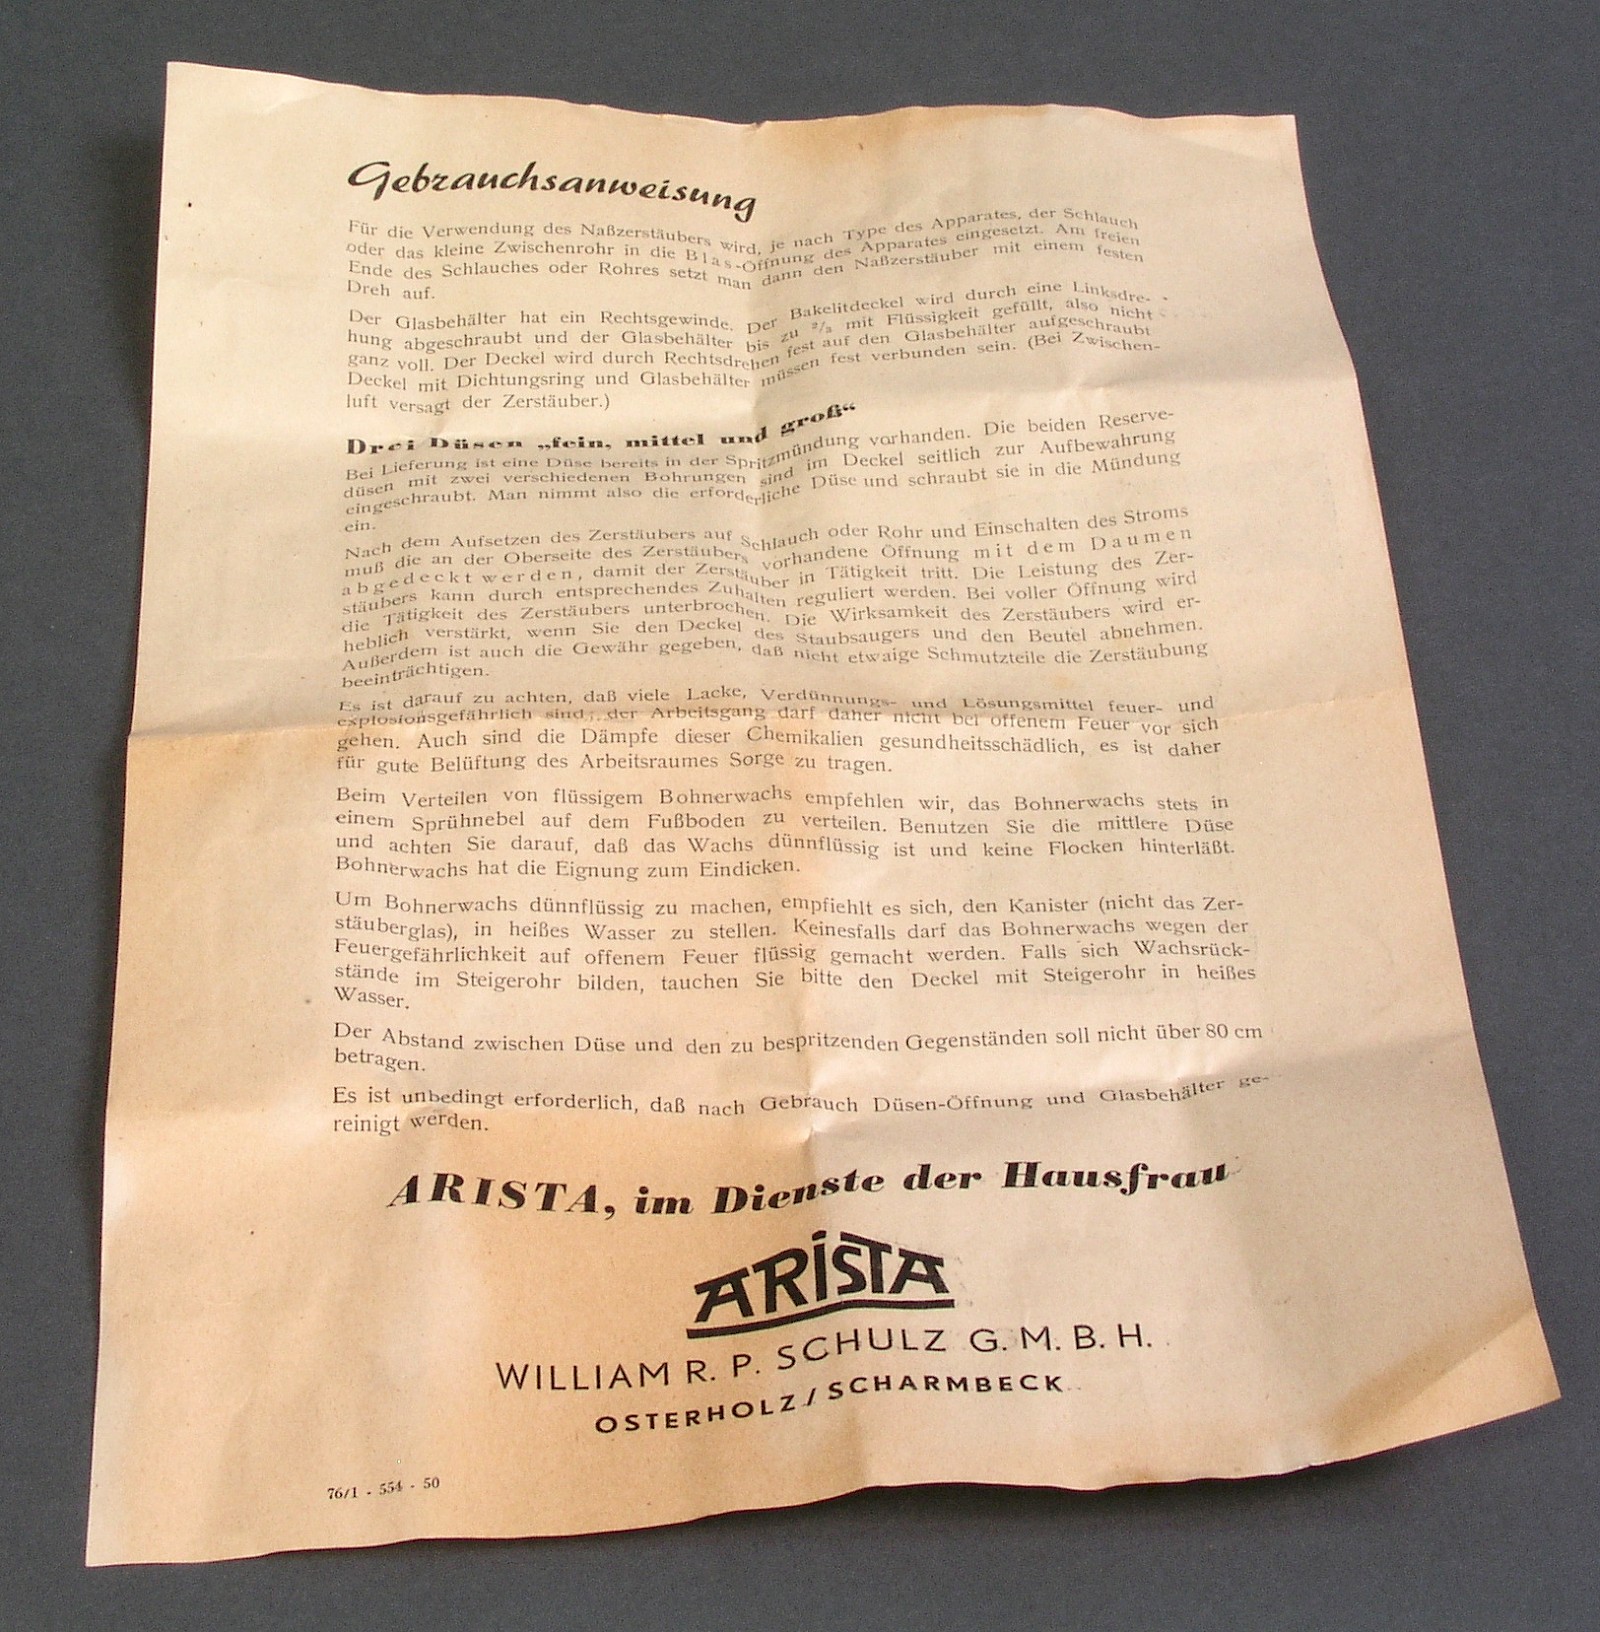 Gebrauchsanweisung
Für die Verwendung des Naßzerstäubers wird, je nach Type des Apparates, der Schlauch
oder das kleine Zwischenrohr in die Blas-Öffnung des Apparates eingesetzt. Am freien
Ende des Schlauches oder Rohres setzt man dann den Naßzerstäuber mit einem festen
Dreh auf.
Der Glasbehälter hat ein Rechtsgewinde. Der Bakelitdeckel wird durch eine Linksdre-
hung abgeschraubt und der Glasbehälter bis zu ²/₃ mit Flüssigkeit gefüllt, also nicht
ganz voll. Der Deckel wird durch Rechtsdrehen fest auf den Glasbehälter aufgeschraubt
Deckel mit Dichtungsring und Glasbehälter müssen fest verbunden sein. (Bei Zwischen-
luft versagt der Zerstäuber.)
Drei Düsen „fein, mittel und groß“
Bei Lieferung ist eine Düse bereits in der Spritzmündung vorhanden. Die beiden Reserve-
düsen mit zwei verschiedenen Bohrungen sind im Deckel seitlich zur Aufbewahrung
eingeschraubt. Man nimmt also die erforderliche Düse und schraubt sie in die Mündung
ein.
Nach dem Aufsetzen des Zerstäubers auf Schlauch oder Rohr und Einschalten des Stroms
muß die an der Oberseite des Zerstäubers vorhandene Öffnung mit dem Daumen
abgedeckt werden, damit der Zerstäuber in Tätigkeit tritt. Die Leistung des Zer-
stäubers kann durch entsprechendes Zuhalten reguliert werden. Bei voller Öffnung wird
die Tätigkeit des Zerstäubers unterbrochen. Die Wirksamkeit des Zerstäubers wird er-
heblich verstärkt, wenn Sie den Deckel des Staubsaugers und den Beutel abnehmen.
Außerdem ist auch die Gewähr gegeben, daß nicht etwaige Schmutzteile die Zerstäubung
beeinträchtigen.
Es ist darauf zu achten, daß viele Lacke, Verdünnungs- und Lösungsmittel feuer- und
explosionsgefährlich sind; der Arbeitsgang darf daher nicht bei offenem Feuer vor sich
gehen. Auch sind die Dämpfe dieser Chemikalien gesundheitsschädlich, es ist daher
für gute Belüftung des Arbeitsraumes Sorge zu tragen.
Beim Verteilen von flüssigem Bohnerwachs empfehlen wir, das Bohnerwachs stets in
einem Sprühnebel auf dem Fußboden zu verteilen. Benutzen Sie die mittlere Düse
und achten Sie darauf, daß das Wachs dünnflüssig ist und keine Flocken hinterläßt.
Bohnerwachs hat die Eignung zum Eindicken.
Um Bohnerwachs dünnflüssig zu machen, empfiehlt es sich, den Kanister (nicht das Zer-
stäuberglas), in heißes Wasser zu stellen. Keinesfalls darf das Bohnerwachs wegen der
Feuergefährlichkeit auf offenem Feuer flüssig gemacht werden. Falls sich Wachsrück-
stände im Steigerohr bilden, tauchen Sie bitte den Deckel mit Steigerohr in heißes
Wasser.
Der Abstand zwischen Düse und den zu bespritzenden Gegenständen soll nicht über 80 cm
betragen.
Es ist unbedingt erforderlich, daß nach Gebrauch Düsen-Öffnung und Glasbehälter ge-
reinigt werden.
ARISTA, im Dienste der Hausfrau
ARISTA
WILLIAM R. P. SCHULZ G. M. B. H.
OSTERHOLZ/SCHARMBECK
76/1 - 554 - 50